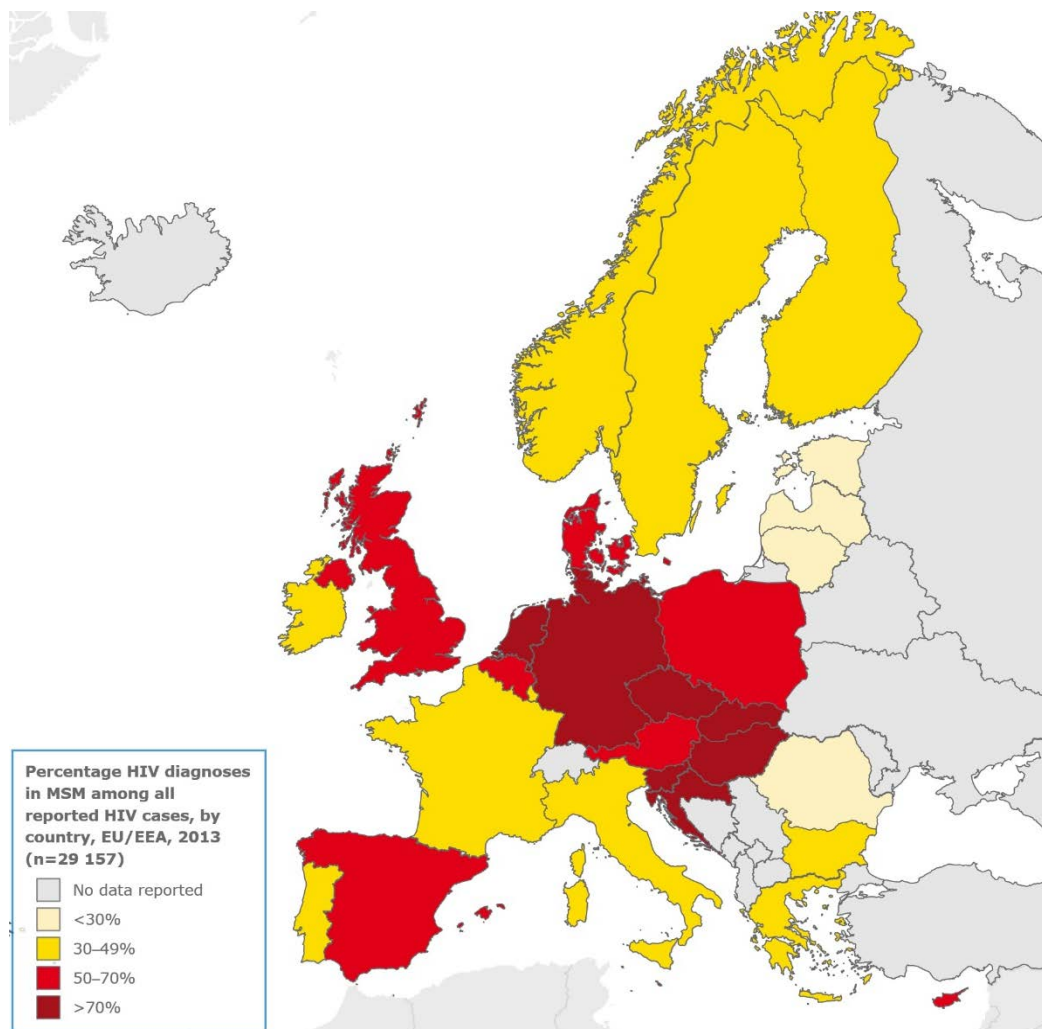 Percentage HIV diagnoses
in MSM among all
reported HIV cases, by
country, EU/EEA, 2013
(n=29 157)
No data reported
<30%
30–49%
50–70%
>70%